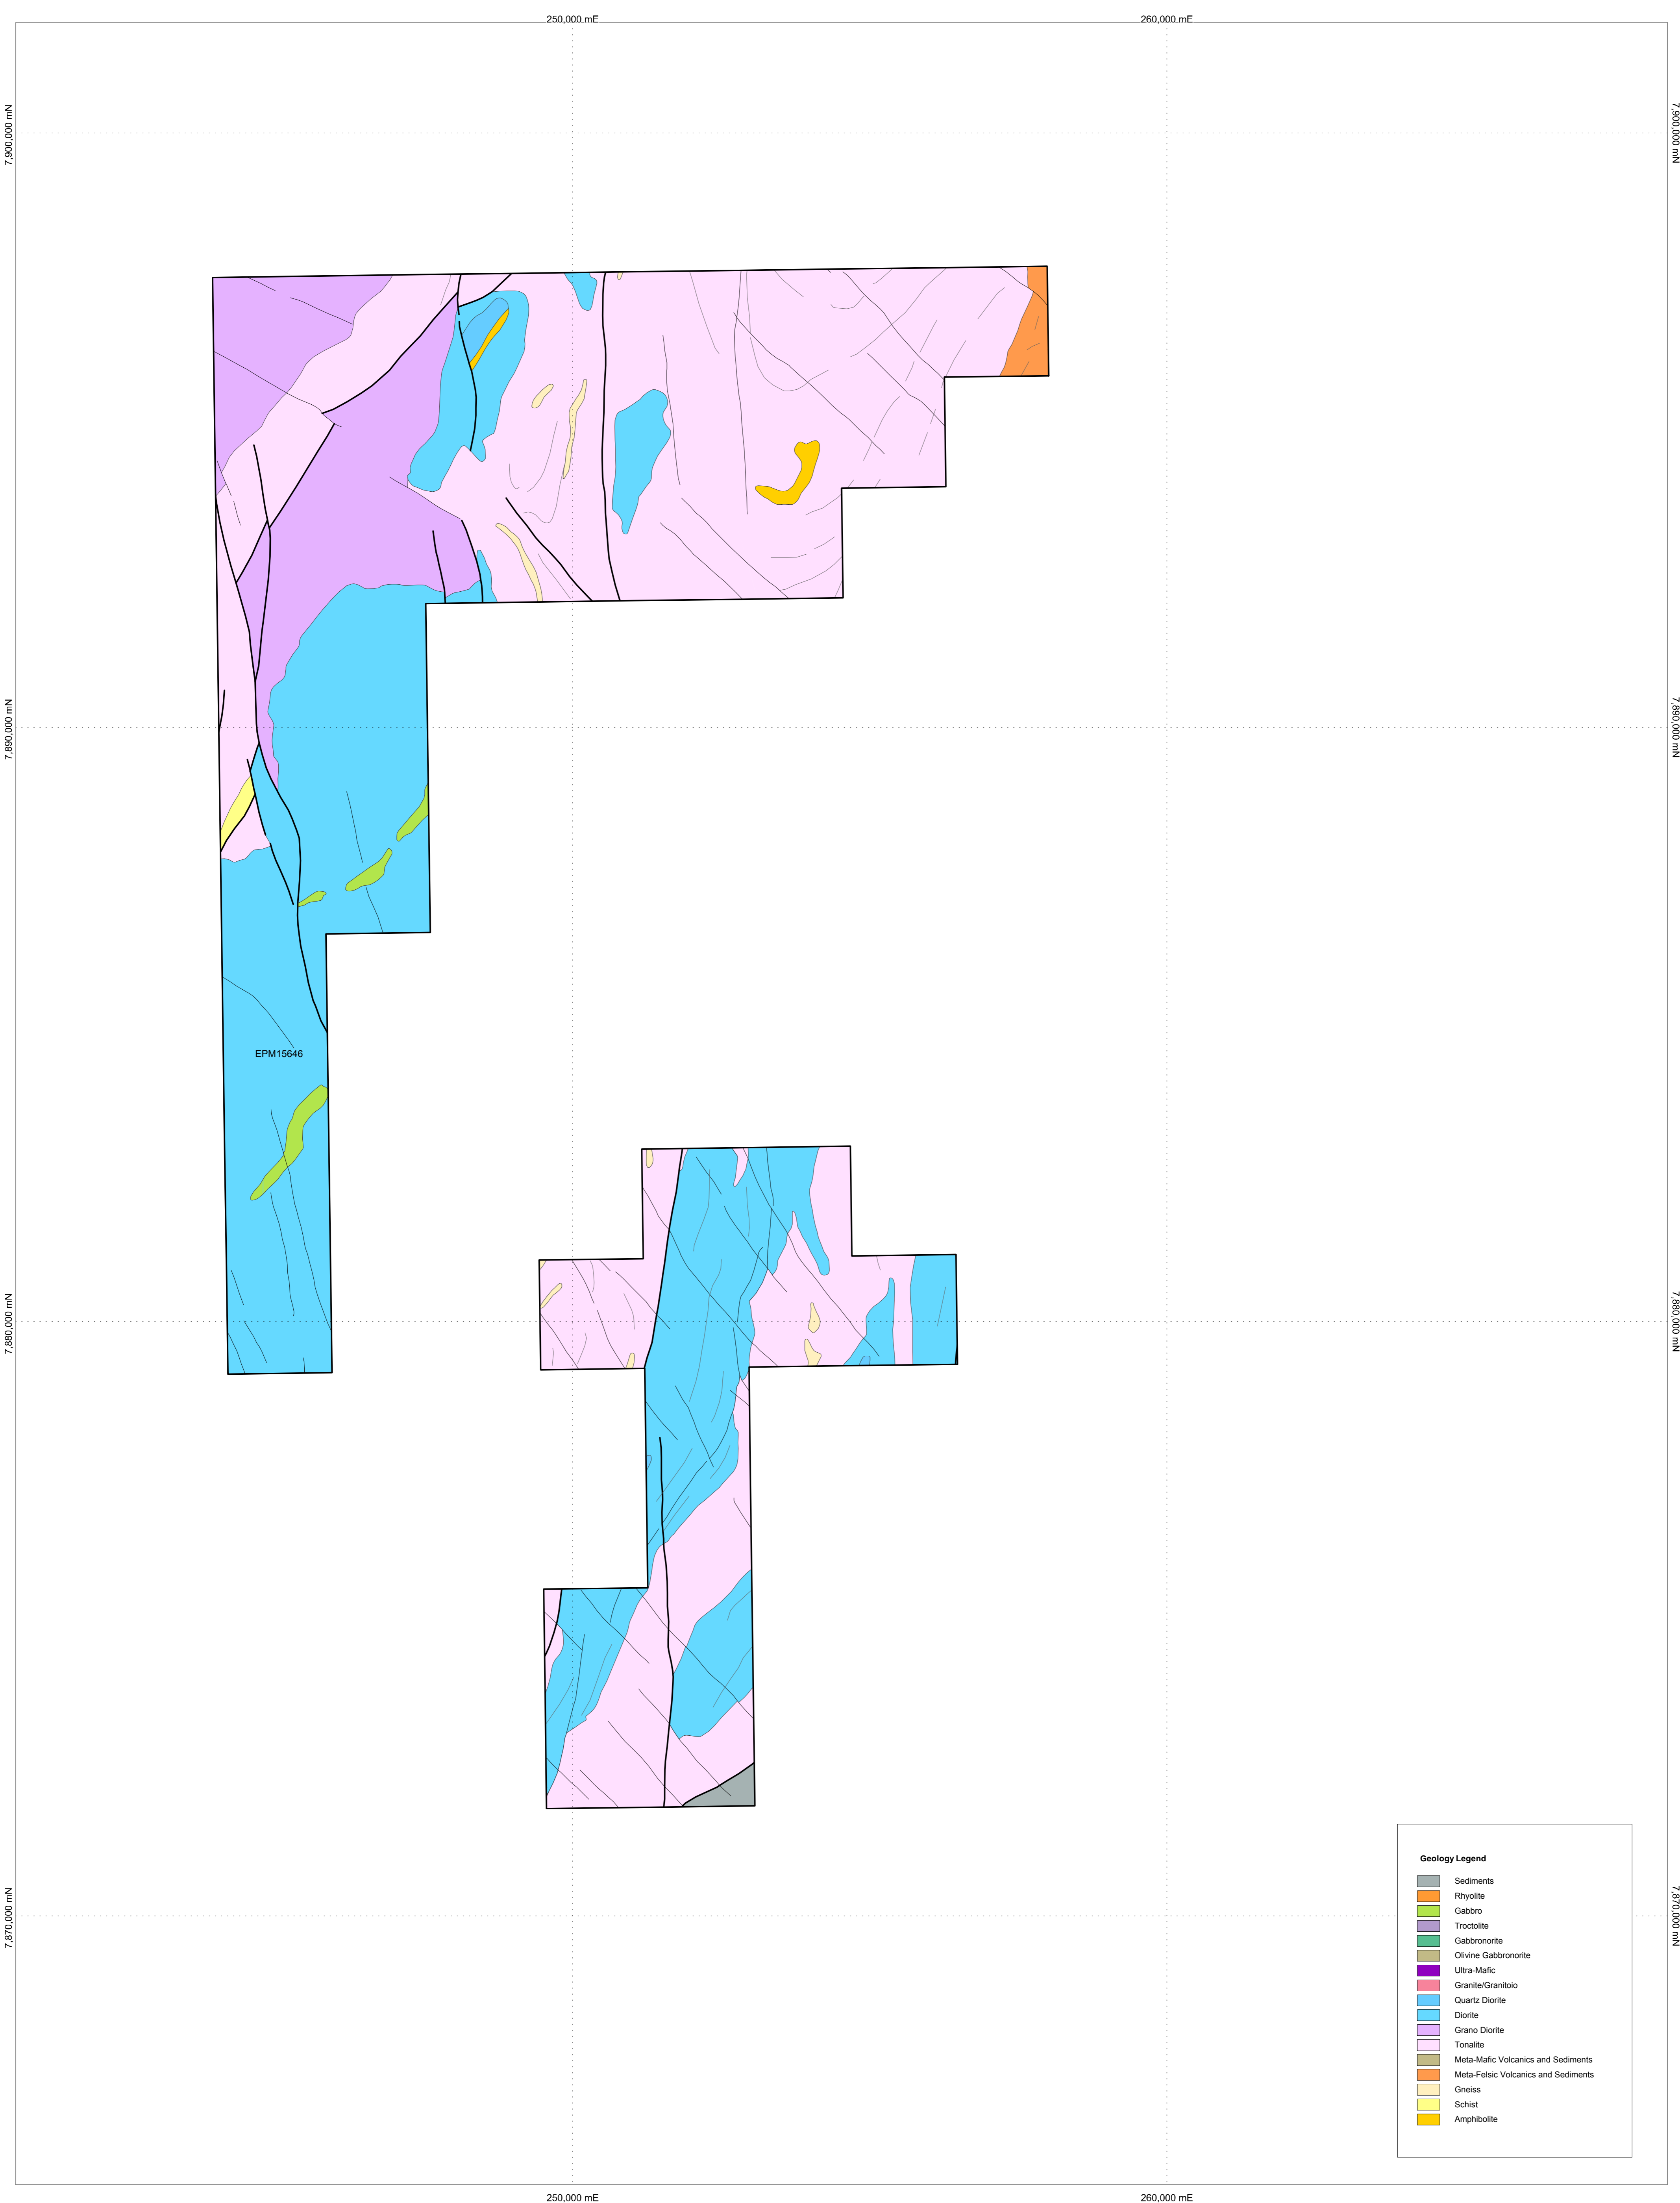 250,000 mE
260,000 mE
7,900,000 mN
7,900,000 mN
7,890,000 mN
7,890,000 mN
EPM15646
7,880,000 mN
7,880,000 mN
Geology Legend
Sediments
Rhyolite
Gabbro
Troctolite
Gabbronorite
Olivine Gabbronorite
Ultra-Mafic
Granite/Granitoio
Quartz Diorite
Diorite
Grano Diorite
Tonalite
Meta-Mafic Volcanics and Sediments
Meta-Felsic Volcanics and Sediments
Gneiss
Schist
Amphibolite
7,870,000 mN
7,870,000 mN
250,000 mE
260,000 mE